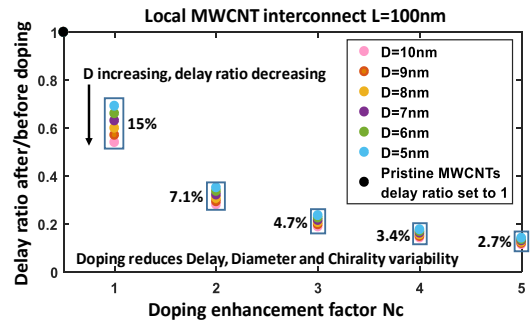 Local MWCNT interconnect L=100nm
Delay ratio after/before doping
1
0.8
0.6
0.4
0.2
0
D increasing, delay ratio decreasing
15%
7.1%
4.7%
3.4%
2.7%
D=10nm
D=9nm
D=8nm
D=7nm
D=6nm
D=5nm
Pristine MWCNTs
delay ratio set to 1
Doping reduces Delay, Diameter and Chirality variability
1 2 3 4 5
Doping enhancement factor Nc